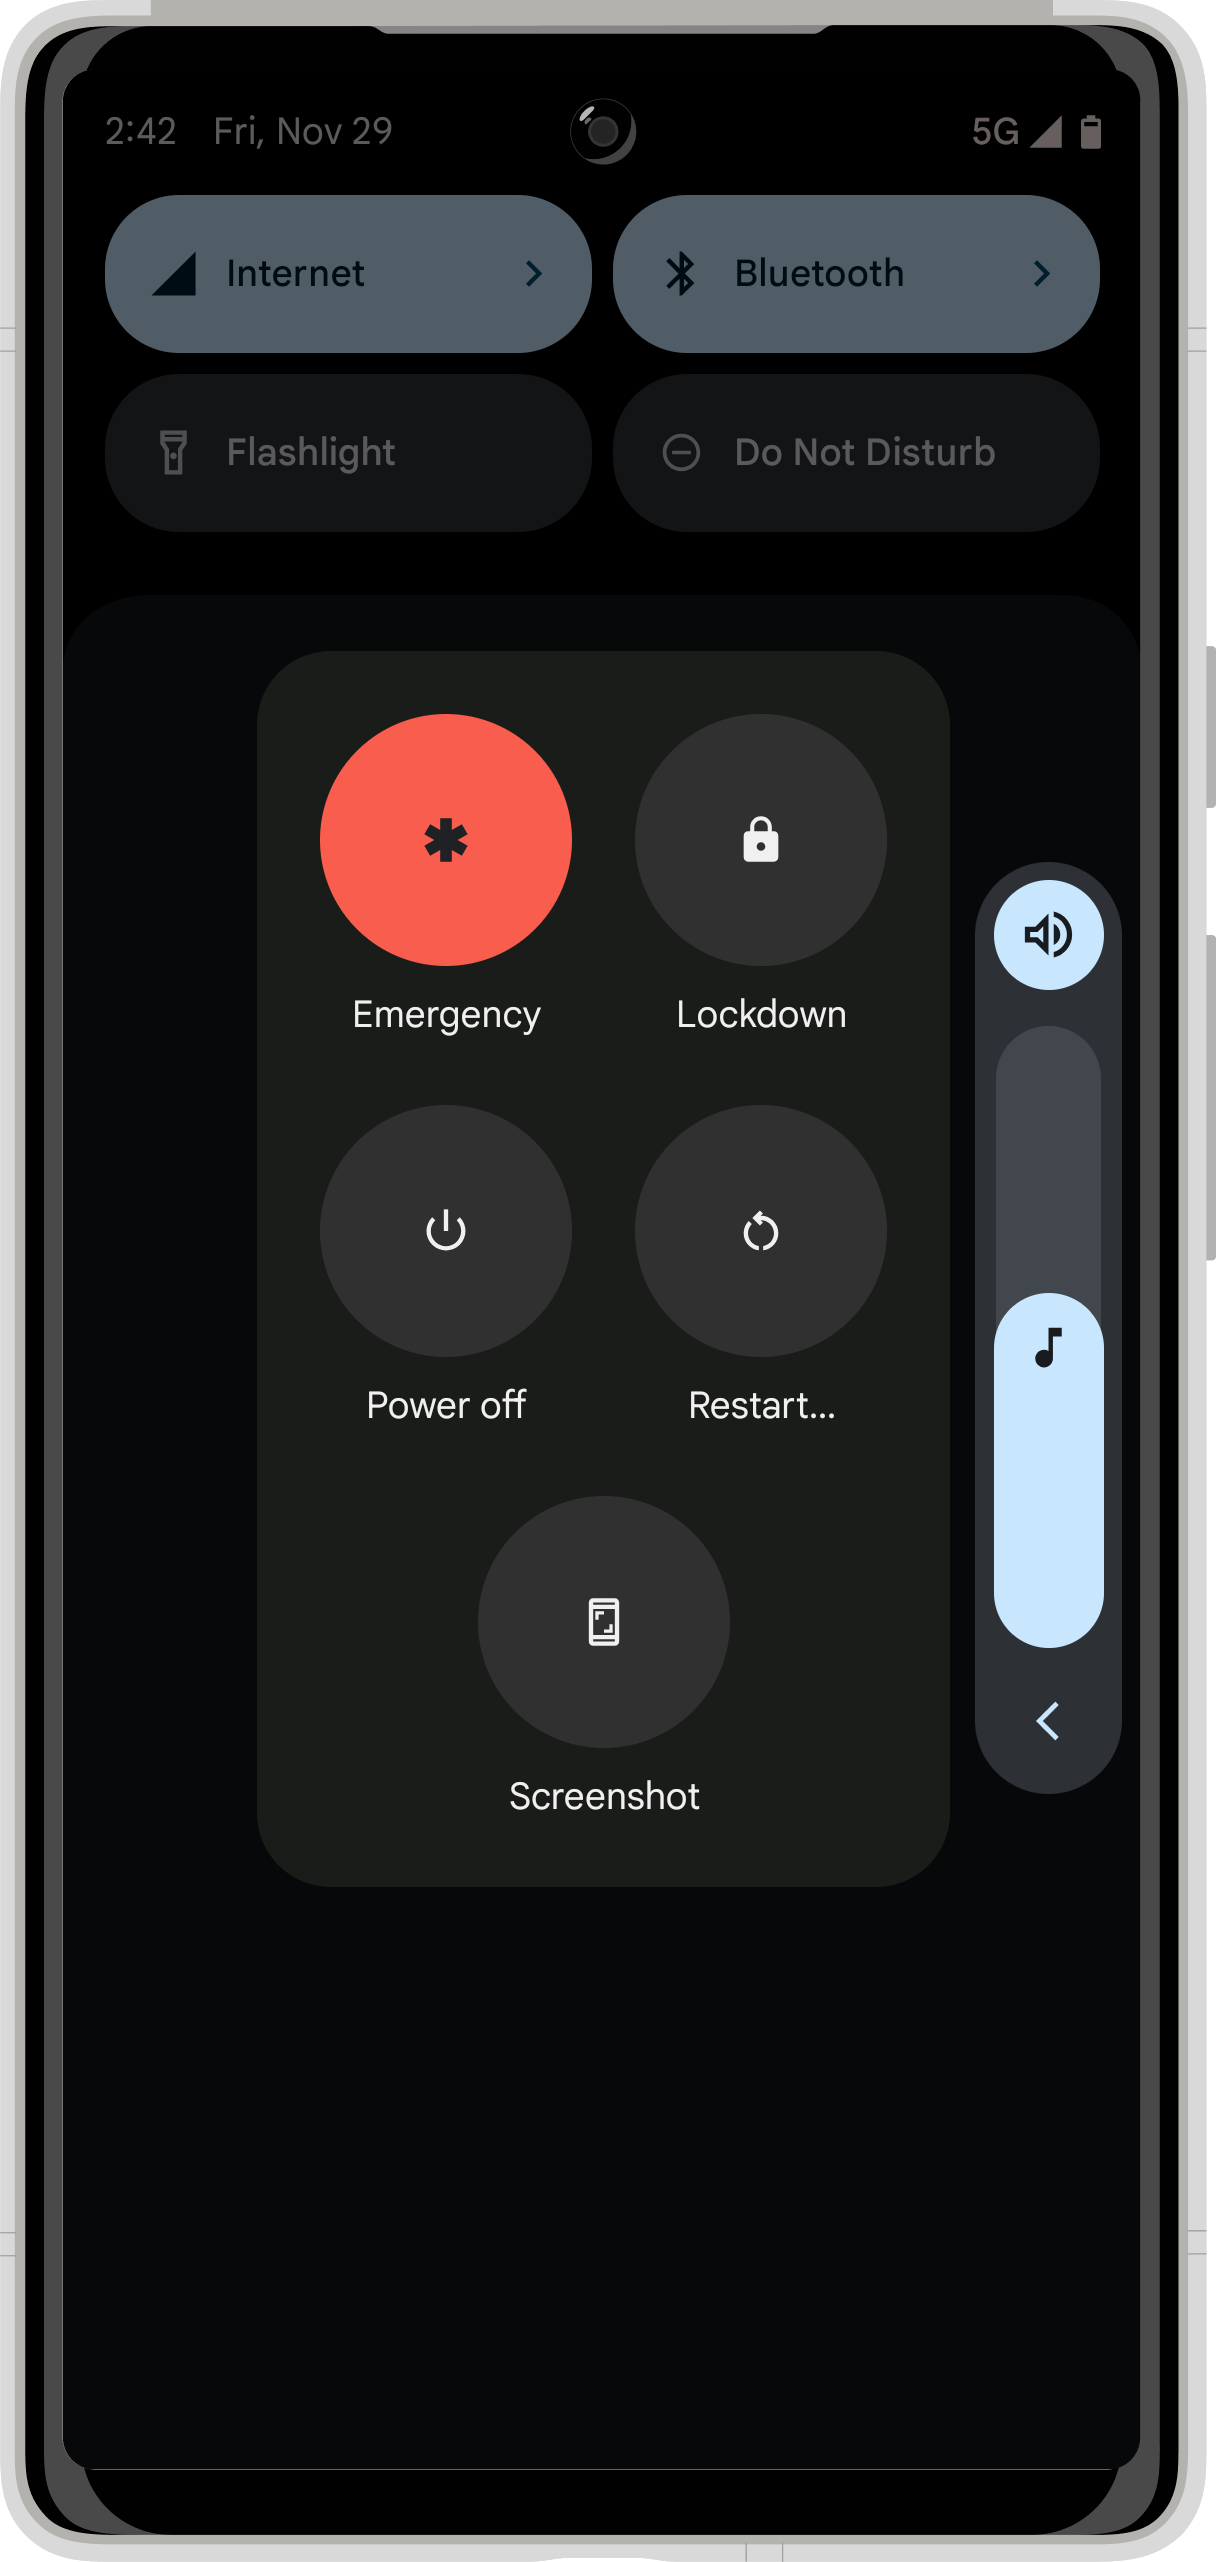 2:42 Fri, Nov 29 5G
Internet Bluetooth
Flashlight Do Not Disturb
Emergency Lockdown
Power off Restart...
Screenshot